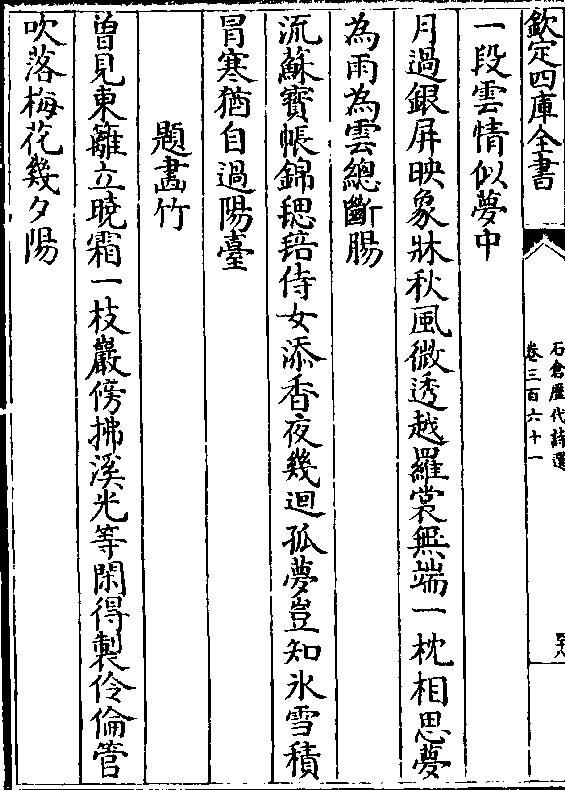 欽定四庫全書
石倉歷代詩選
卷三百六十一
一段雲情似夢中
月過銀屏映象牀秋風微透越羅裳無端一枕相思夢
為雨為雲總斷腸
流蘇寳帳錦毸毰侍女添香夜幾迴孤夢豈知氷雪積
冐寒猶自過陽臺
題畫竹
曽見東籬立曉霜一枝巖傍拂溪光等閑得製伶倫管
吹落梅花幾夕陽